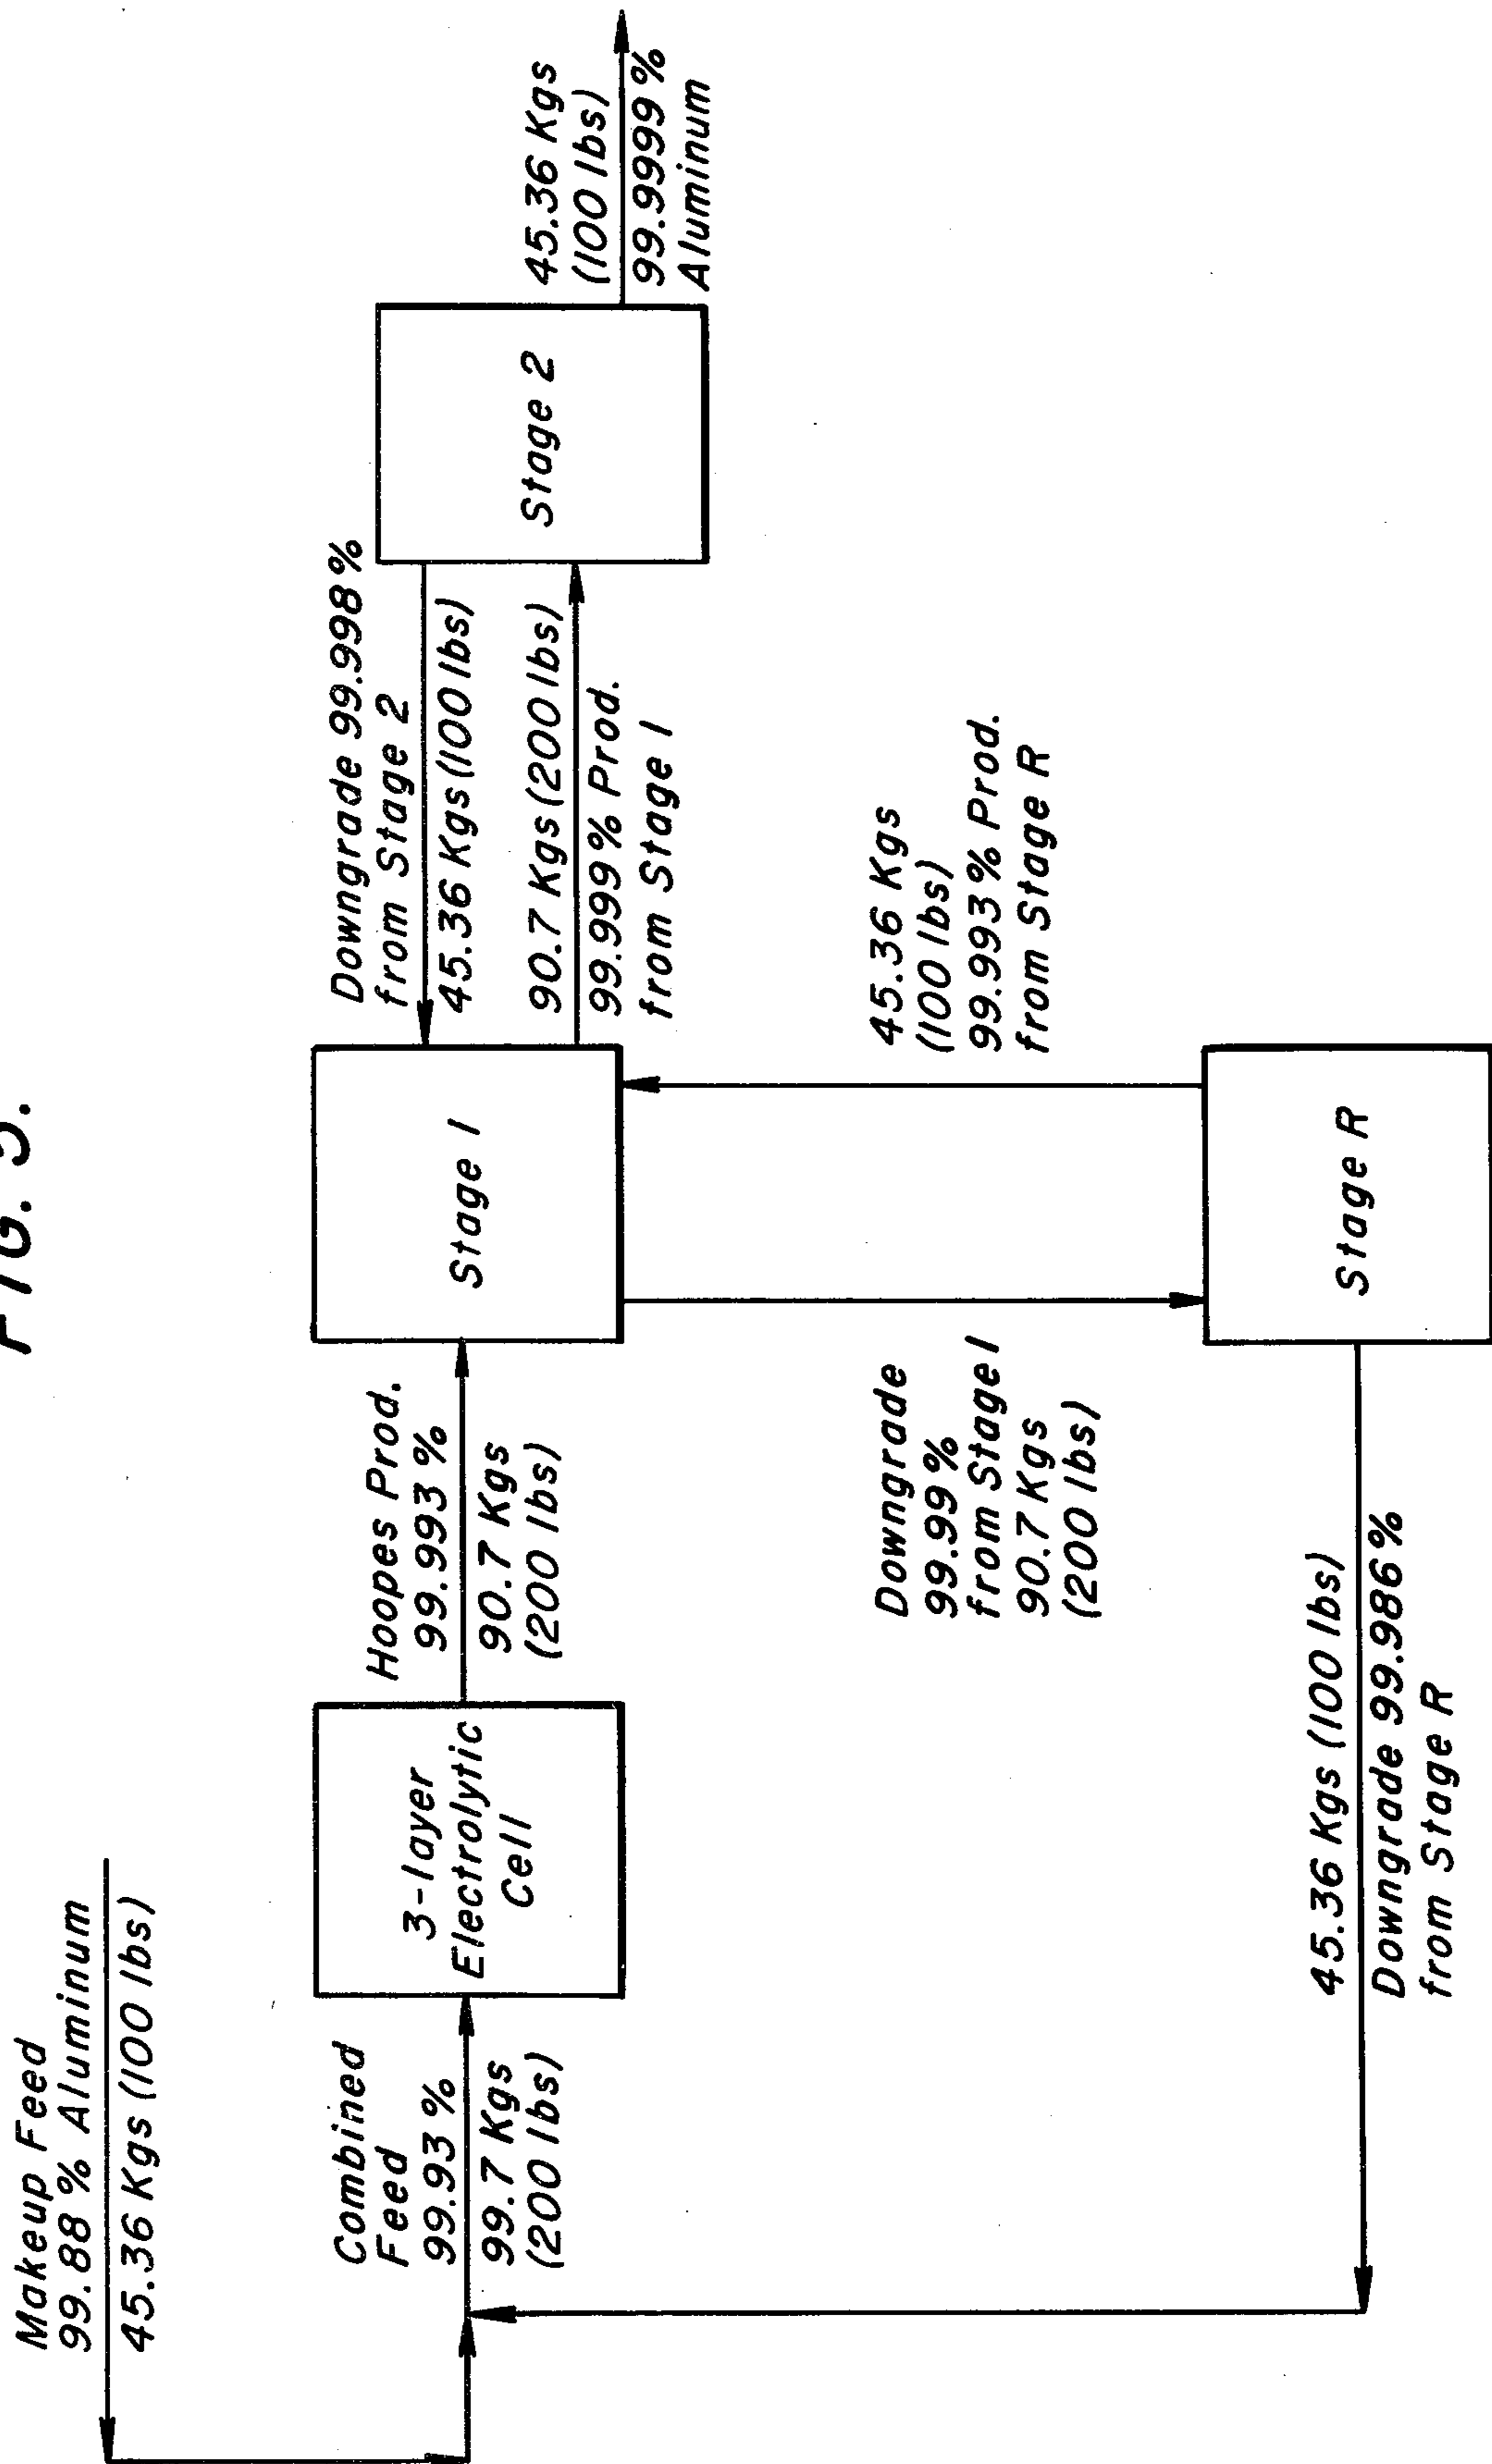 FIG. 5.
Makeup Feed
99.88 % Aluminum
45.36 Kgs (100 lbs)
Combined
Feed
99.93 %
99.7 Kgs
(200 lbs)
3-layer
Electrolytic
Cell
Hoopes Prod.
99.993 %
90.7 Kgs
(200 lbs)
Stage 1
Downgrade 99.998%
from Stage 2
45.36 Kgs (100 lbs)
90.7 Kgs (200 lbs)
99.999% Prod.
from Stage 1
Stage 2
45.36 Kgs
(100 lbs)
99.9999 %
Aluminum
Downgrade
99.99 %
from Stage 1
90.7 Kgs
(200 lbs)
45.36 Kgs
(100 lbs)
99.993% Prod.
from Stage R
Stage R
45.36 Kgs (100 lbs)
Downgrade 99.986%
from Stage R